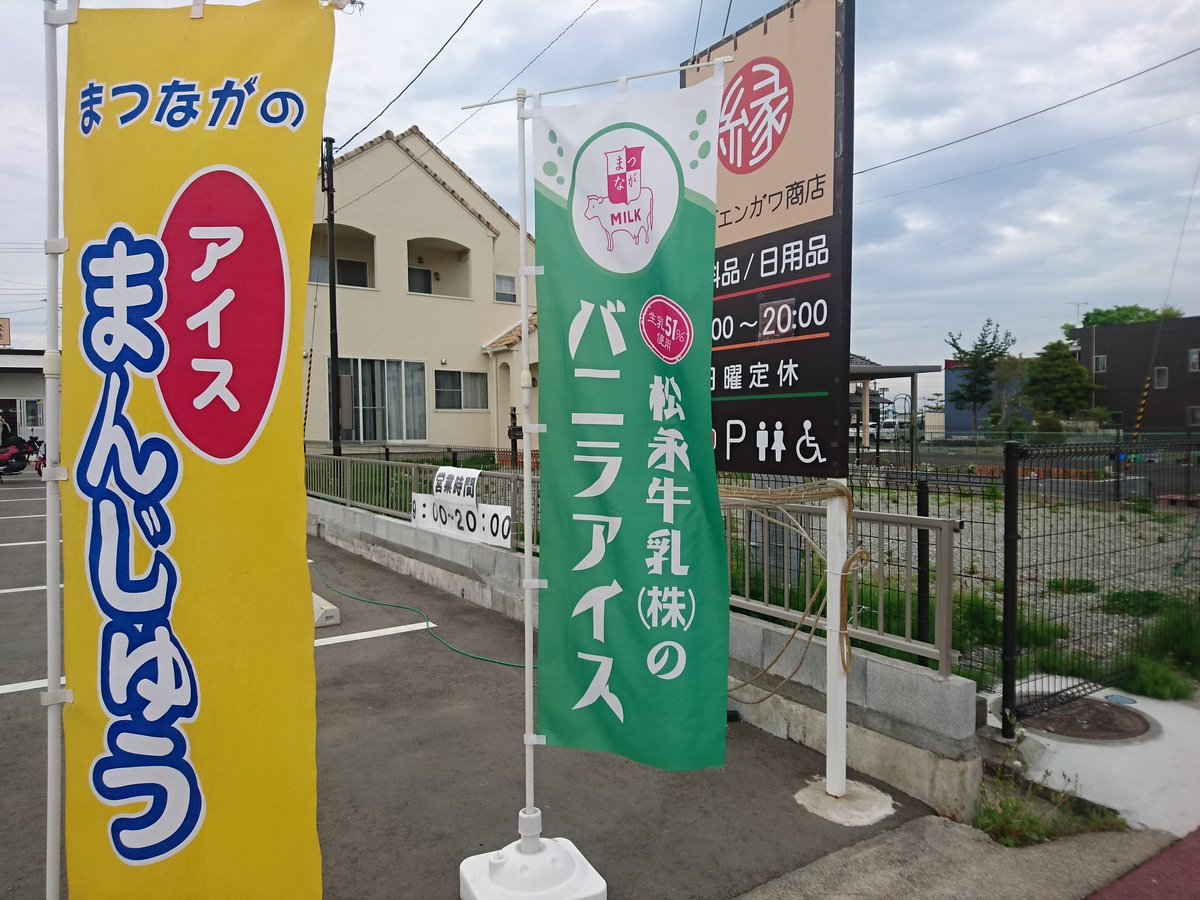 まつながの
アイス
まんじゅう
まつ
なが
MILK
生乳51%
使用
松永牛乳(株)の
バニラアイス
縁
エンガワ商店
料品/日用品
00~20:00
日曜定休
P
営業時間
9:00~20:00